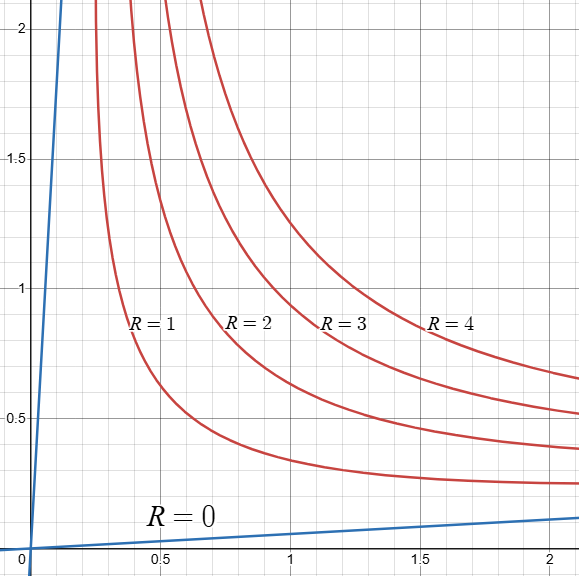 2
1.5
1
R = 1
R = 2
R = 3
R = 4
0.5
R = 0
0
0.5
1
1.5
2